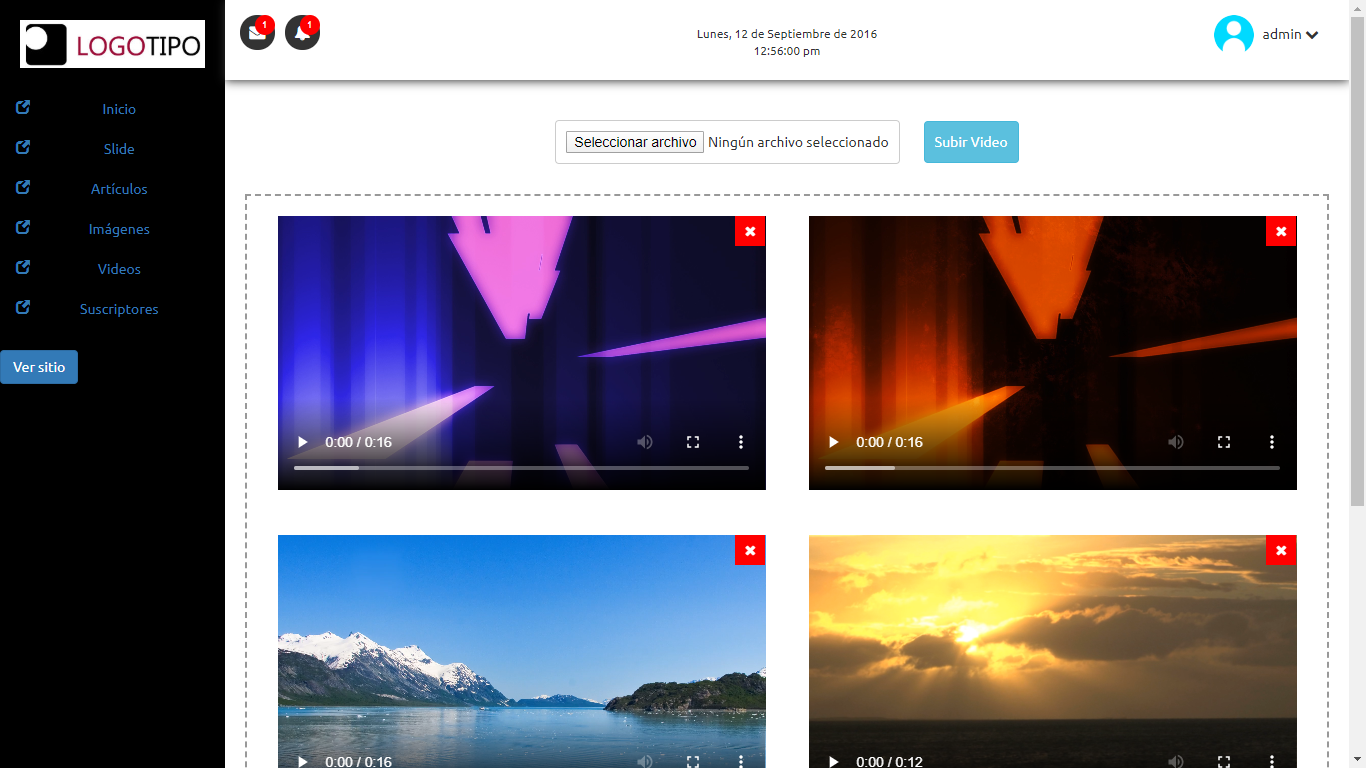 LOGOTIPO
Inicio
Slide
Artículos
Imágenes
Videos
Suscriptores
Ver sitio
1
1
Lunes, 12 de Septiembre de 2016
12:56:00 pm
admin
Seleccionar archivo Ningún archivo seleccionado
Subir Video
0:00 / 0:16
0:00 / 0:16
0:00 / 0:16
0:00 / 0:12